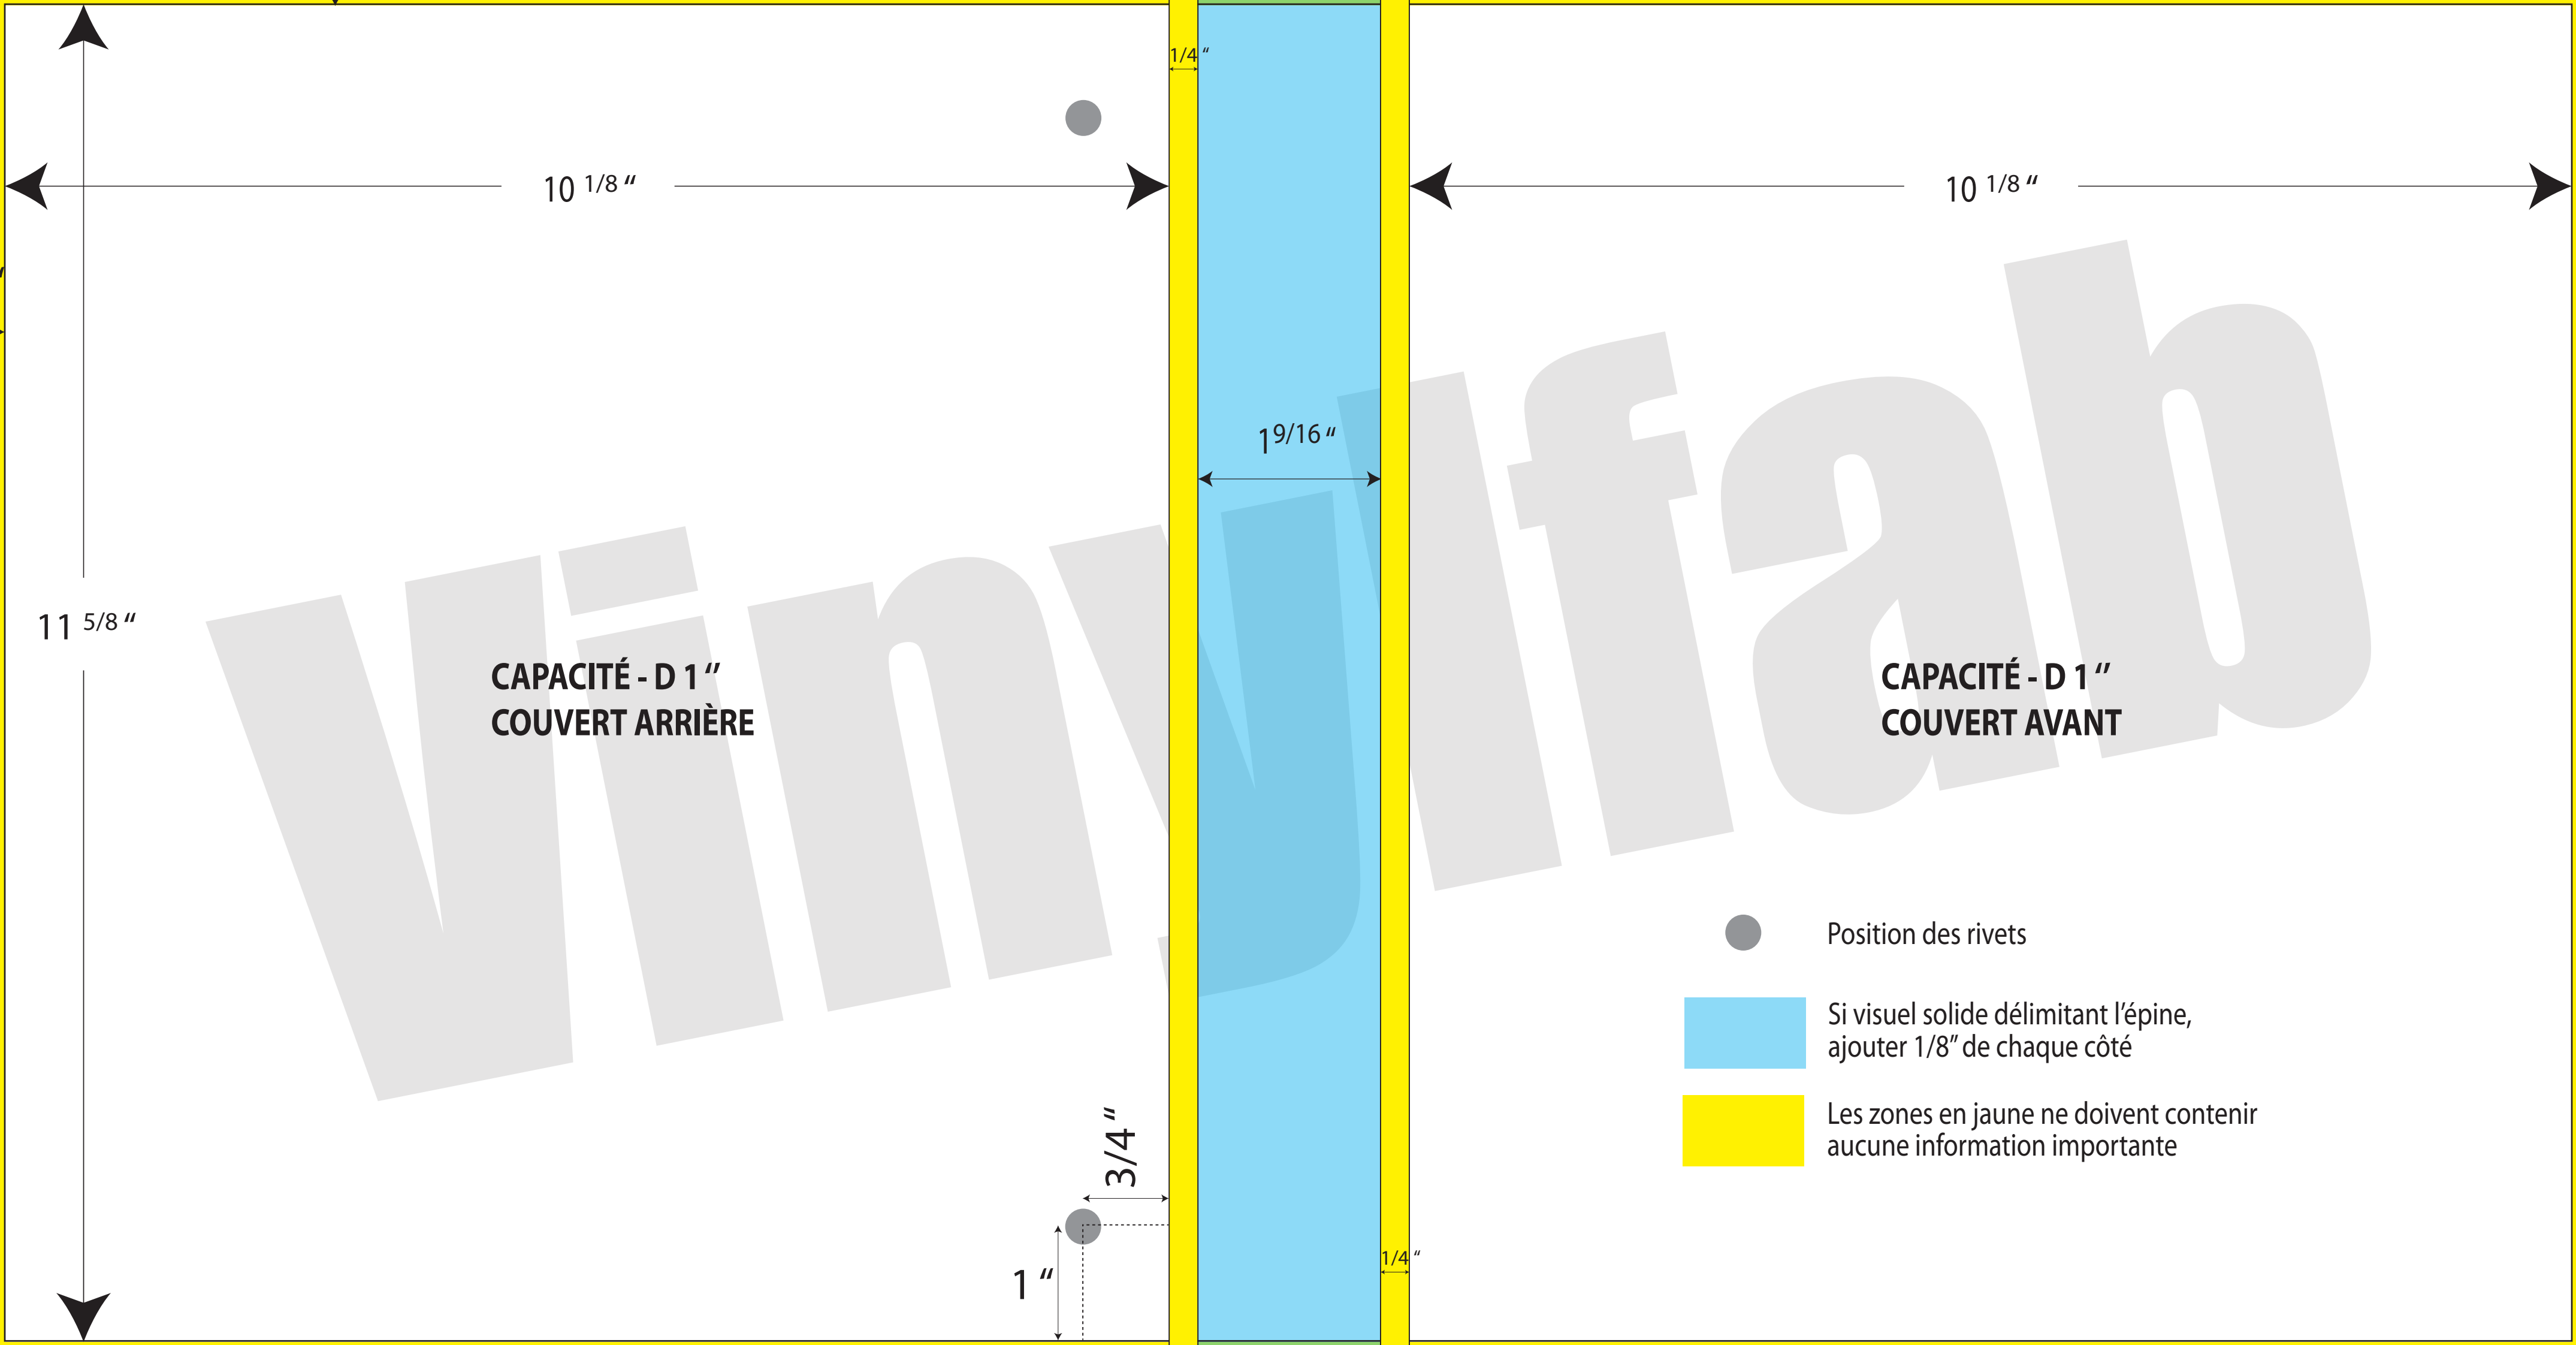 1/4 “
10 1/8 “
10 1/8 “
1 9/16 “
11 5/8 “
Vinylfab
CAPACITÉ - D 1 ‘’
COUVERT ARRIÈRE
CAPACITÉ - D 1 ‘’
COUVERT AVANT
Position des rivets
Si visuel solide délimitant l’épine,
ajouter 1/8’’ de chaque côté
Les zones en jaune ne doivent contenir
aucune information importante
3/4 “
1 “
1/4 “